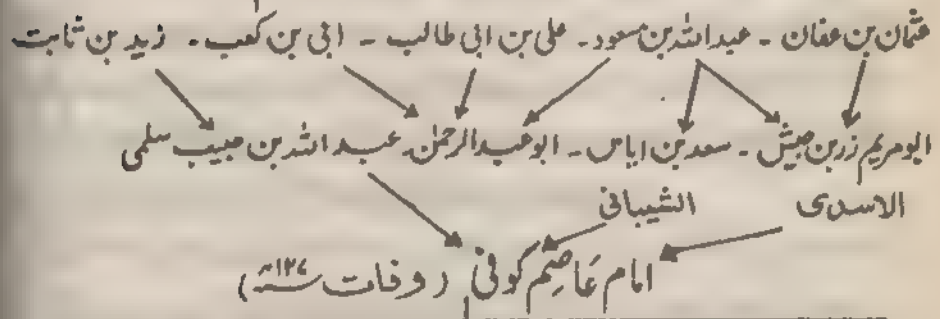 عثمان بن عفان ـ عبداللہ بن مسعود ـ علی بن ابی طالب ـ ابی بن کعب ـ زید بن ثابت
ابومریم زر بن حبیش ـ سعد بن ایاس ـ ابوعبدالرحمٰن عبداللہ بن حبیب سلمی
الاسدی الشیبانی
امام عَاصِم کوفی (وفات ۱۲۷ھ)